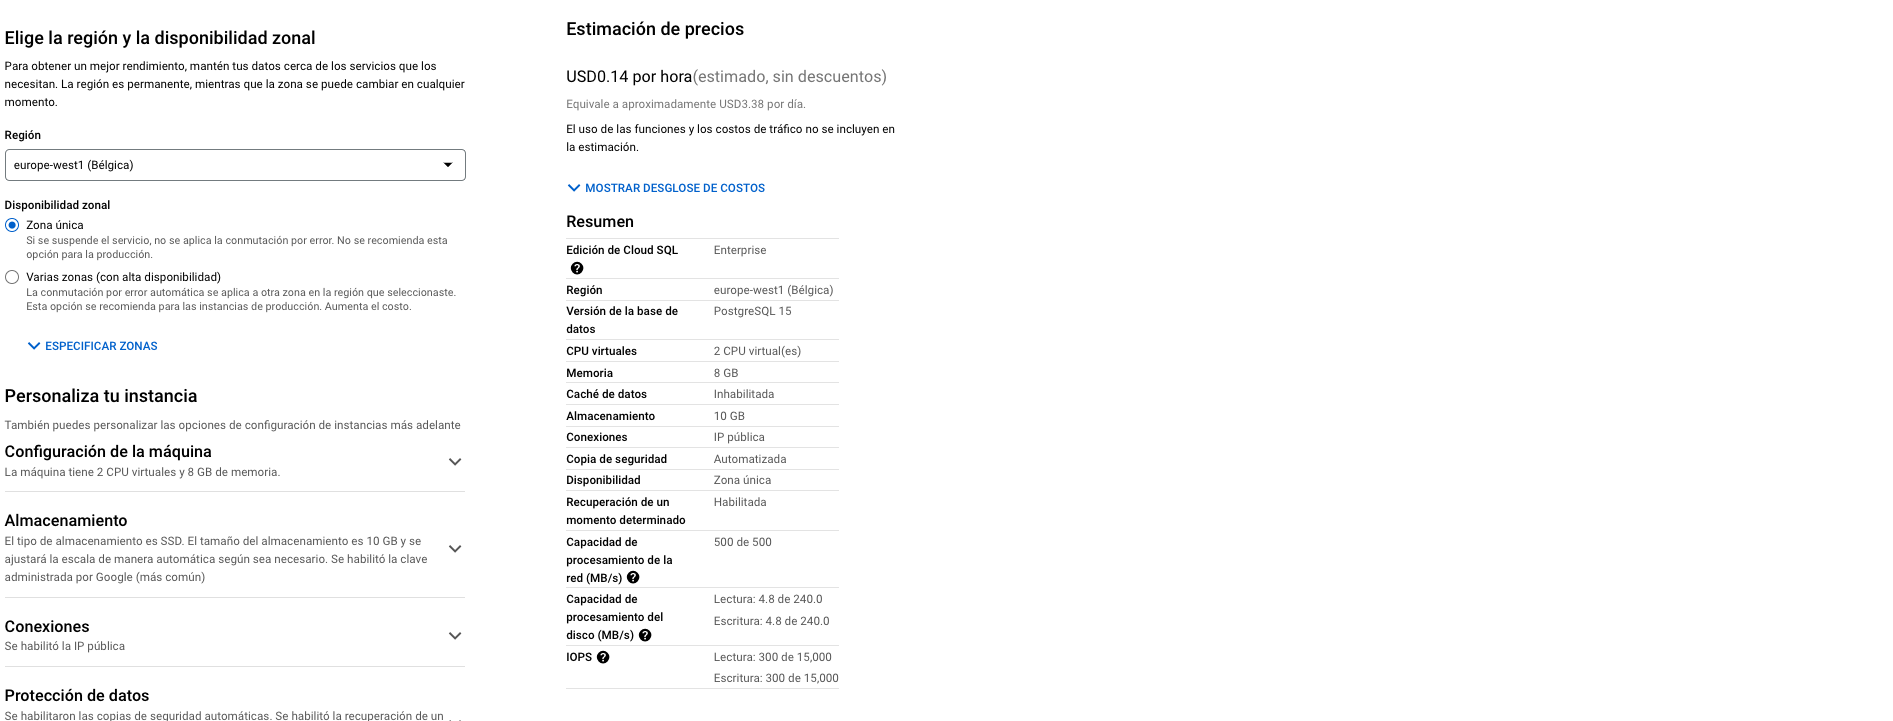 Elige la región y la disponibilidad zonal
Para obtener un mejor rendimiento, mantén tus datos cerca de los servicios que los
necesitan. La región es permanente, mientras que la zona se puede cambiar en cualquier
momento.
Región
europe-west1 (Bélgica)
Disponibilidad zonal
Zona única
Si se suspende el servicio, no se aplica la conmutación por error. No se recomienda esta
opción para la producción.
Varias zonas (con alta disponibilidad)
La conmutación por error automática se aplica a otra zona en la región que seleccionaste.
Esta opción se recomienda para las instancias de producción. Aumenta el costo.
ESPECIFICAR ZONAS
Personaliza tu instancia
También puedes personalizar las opciones de configuración de instancias más adelante
Configuración de la máquina
La máquina tiene 2 CPU virtuales y 8 GB de memoria.
Almacenamiento
El tipo de almacenamiento es SSD. El tamaño del almacenamiento es 10 GB y se
ajustará la escala de manera automática según sea necesario. Se habilitó la clave
administrada por Google (más común)
Conexiones
Se habilitó la IP pública
Protección de datos
Se habilitaron las copias de seguridad automáticas. Se habilitó la recuperación de un
Estimación de precios
USD0.14 por hora(estimado, sin descuentos)
Equivale a aproximadamente USD3.38 por día.
El uso de las funciones y los costos de tráfico no se incluyen en
la estimación.
MOSTRAR DESGLOSE DE COSTOS
Resumen
Edición de Cloud SQL Enterprise
Región europe-west1 (Bélgica)
Versión de la base de PostgreSQL 15
datos
CPU virtuales 2 CPU virtual(es)
Memoria 8 GB
Caché de datos Inhabilitada
Almacenamiento 10 GB
Conexiones IP pública
Copia de seguridad Automatizada
Disponibilidad Zona única
Recuperación de un Habilitada
momento determinado
Capacidad de 500 de 500
procesamiento de la
red (MB/s)
Capacidad de Lectura: 4.8 de 240.0
procesamiento del Escritura: 4.8 de 240.0
disco (MB/s)
IOPS Lectura: 300 de 15,000
Escritura: 300 de 15,000